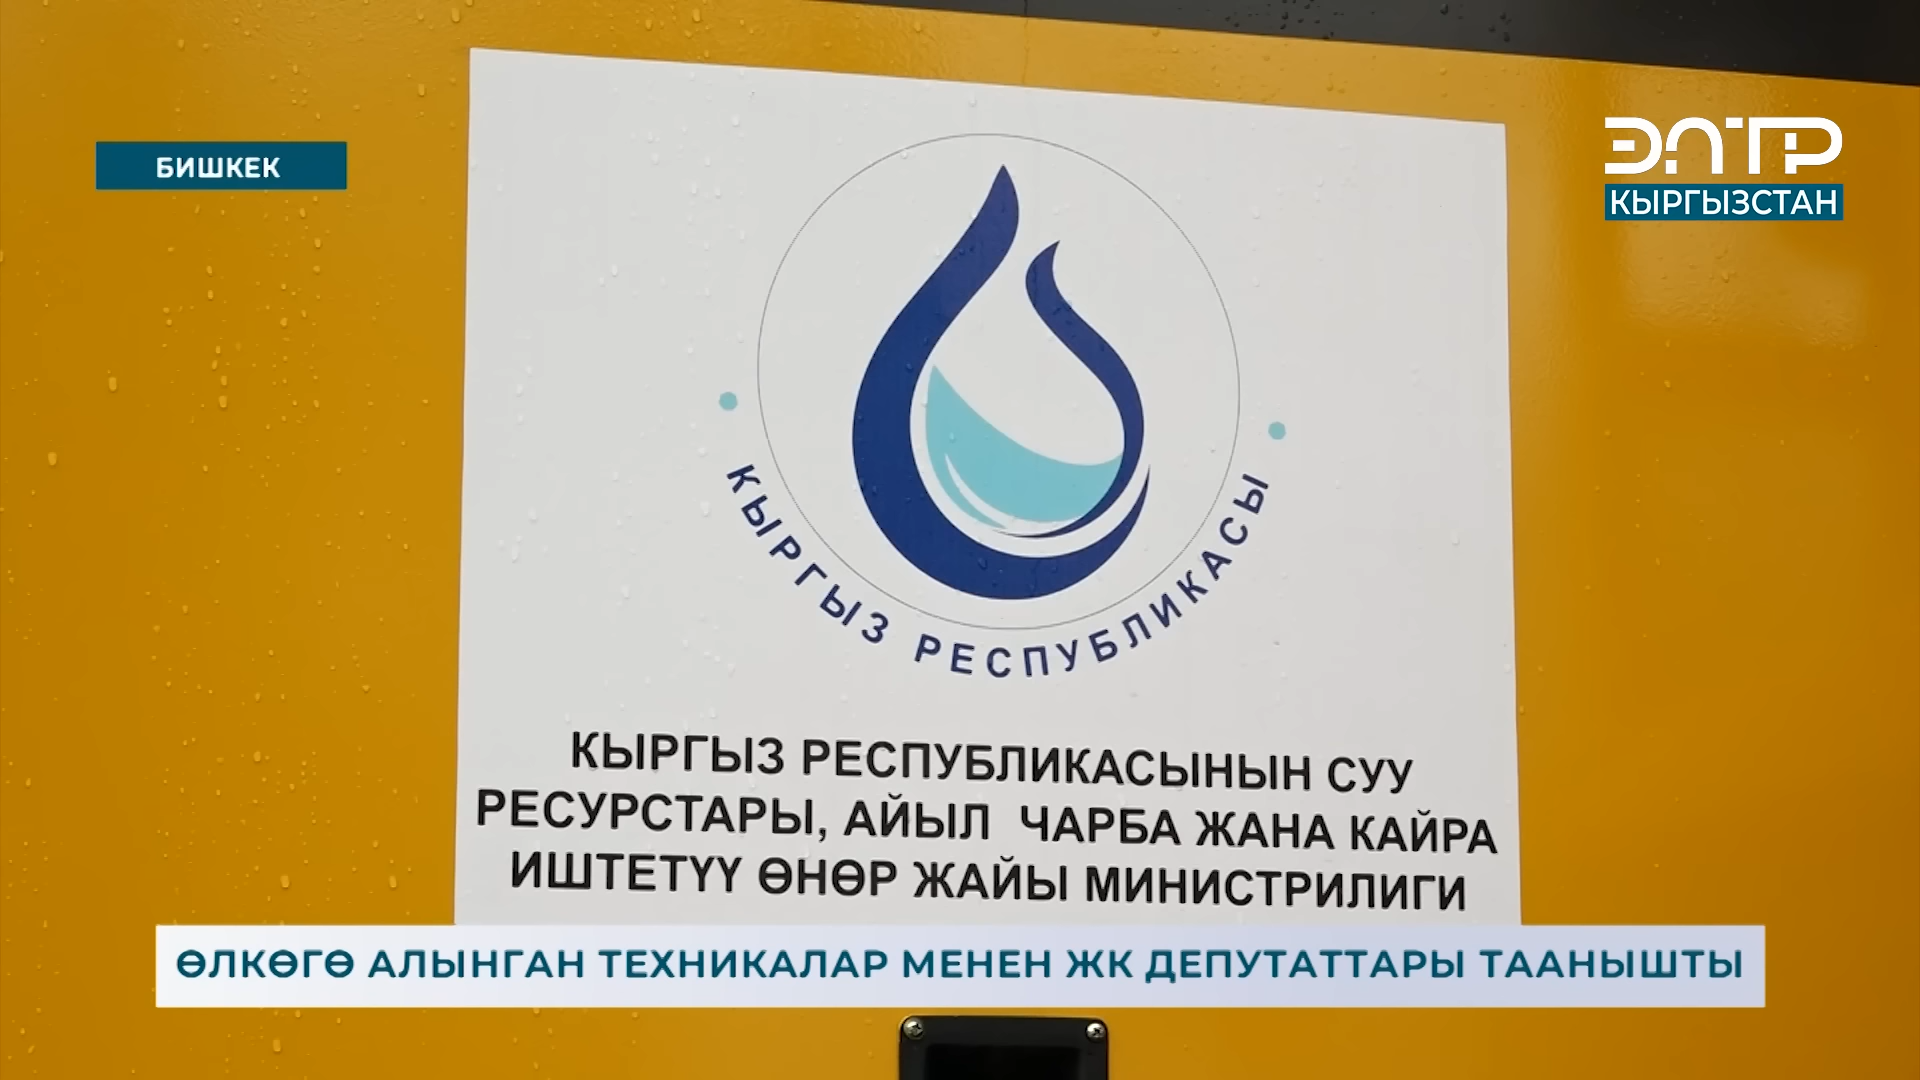 БИШКЕК
ЭЛТР
КЫРГЫЗСТАН
КЫРГЫЗ РЕСПУБЛИКАСЫ
КЫРГЫЗ РЕСПУБЛИКАСЫНЫН СУУ
РЕСУРСТАРЫ, АЙЫЛ ЧАРБА ЖАНА КАЙРА
ИШТЕТҮҮ ӨНӨР ЖАЙЫ МИНИСТРИЛИГИ
ӨЛКӨГӨ АЛЫНГАН ТЕХНИКАЛАР МЕНЕН ЖК ДЕПУТАТТАРЫ ТААНЫШТЫ